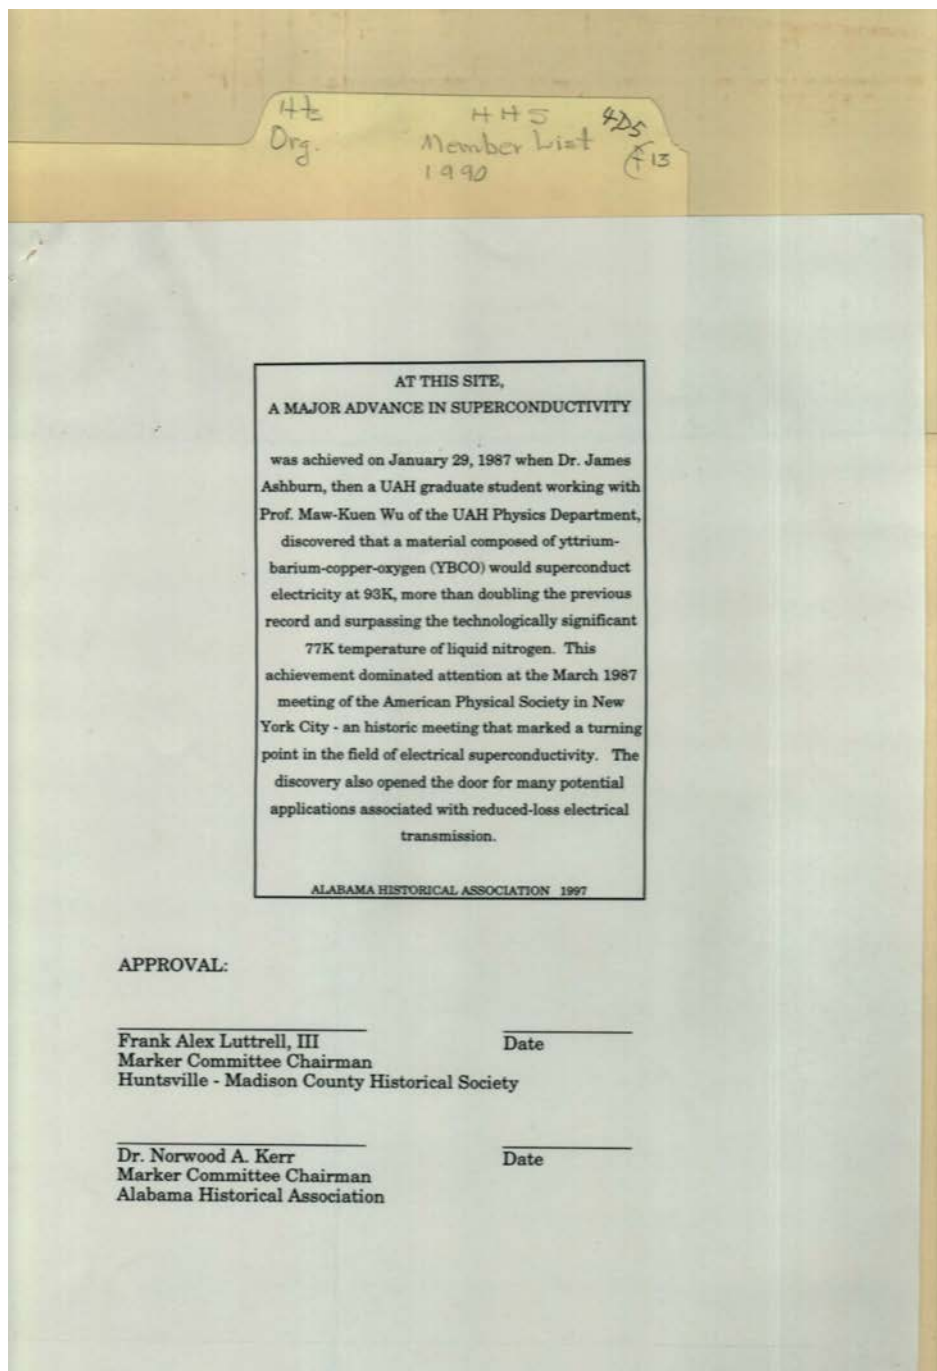 Hts HHS 4D5
Org. Member List F13
1990
AT THIS SITE,
A MAJOR ADVANCE IN SUPERCONDUCTIVITY
was achieved on January 29, 1987 when Dr. James
Ashburn, then a UAH graduate student working with
Prof. Maw-Kuen Wu of the UAH Physics Department,
discovered that a material composed of yttrium-
barium-copper-oxygen (YBCO) would superconduct
electricity at 93K, more than doubling the previous
record and surpassing the technologically significant
77K temperature of liquid nitrogen. This
achievement dominated attention at the March 1987
meeting of the American Physical Society in New
York City - an historic meeting that marked a turning
point in the field of electrical superconductivity. The
discovery also opened the door for many potential
applications associated with reduced-loss electrical
transmission.
ALABAMA HISTORICAL ASSOCIATION 1997
APPROVAL:
Frank Alex Luttrell, III Date
Marker Committee Chairman
Huntsville - Madison County Historical Society
Dr. Norwood A. Kerr Date
Marker Committee Chairman
Alabama Historical Association